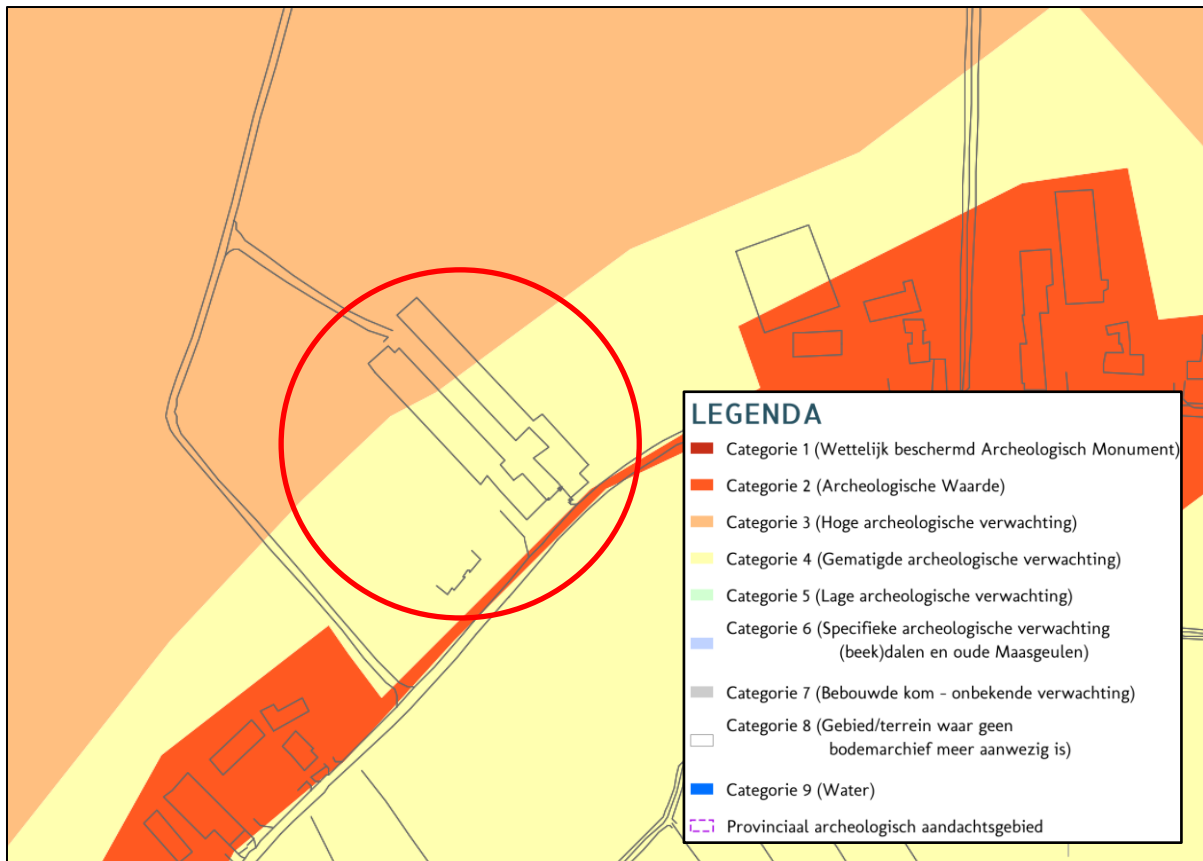 LEGENDA
Categorie 1 (Wettelijk beschermd Archeologisch Monument)
Categorie 2 (Archeologische Waarde)
Categorie 3 (Hoge archeologische verwachting)
Categorie 4 (Gematigde archeologische verwachting)
Categorie 5 (Lage archeologische verwachting)
Categorie 6 (Specifieke archeologische verwachting
(beek)dalen en oude Maasgeulen)
Categorie 7 (Bebouwde kom - onbekende verwachting)
Categorie 8 (Gebied/terrein waar geen
bodemarchief meer aanwezig is)
Categorie 9 (Water)
Provinciaal archeologisch aandachtsgebied